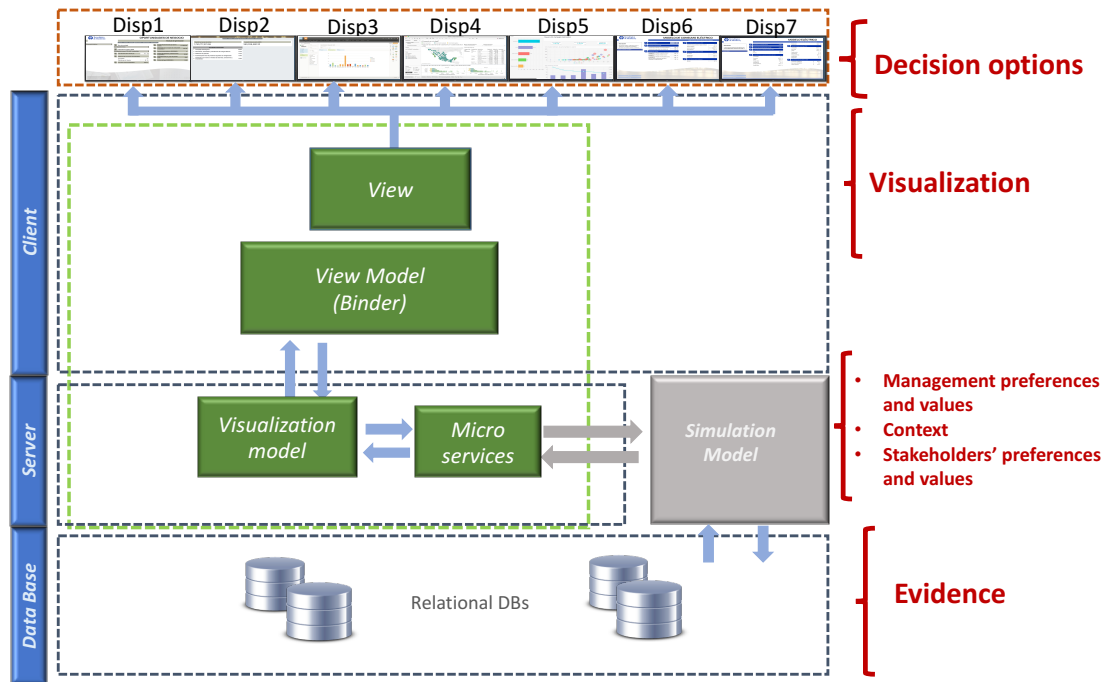 Disp1 Disp2 Disp3 Disp4 Disp5 Disp6 Disp7
Decision options
Client
View
Visualization
View Model
(Binder)
Server
Visualization
model
Micro
services
Simulation
Model
• Management preferences
and values
• Context
• Stakeholders’ preferences
and values
Data Base
Relational DBs
Evidence